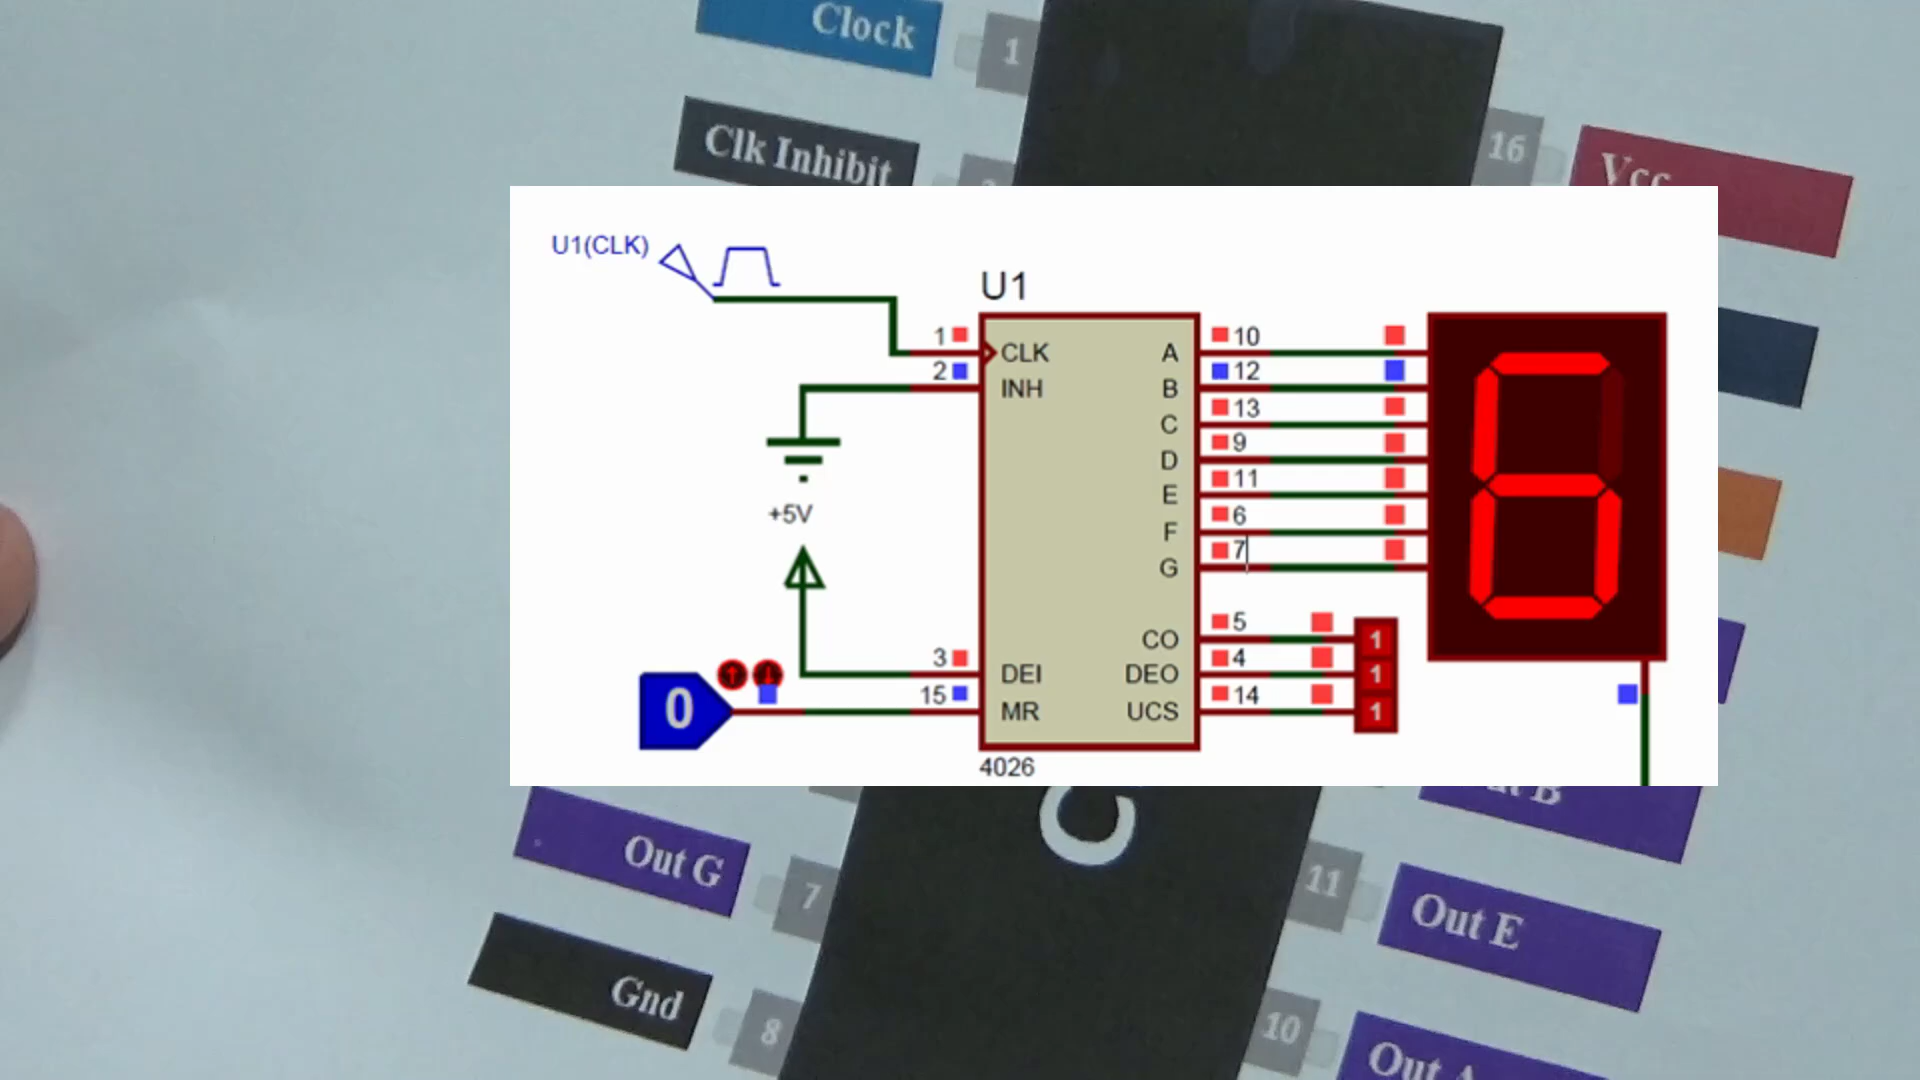 Clock
1
Clk Inhibit
16
Vcc
U1(CLK)
U1
1 CLK A 10
2 INH B 12
C 13
D 9
+5V
E 11
F 6
G 7
CO 5 1
3 DEI DEO 4 1
0 15 MR UCS 14 1
4026
B
C
Out G
7
11
Out E
Gnd
8
10
Out A